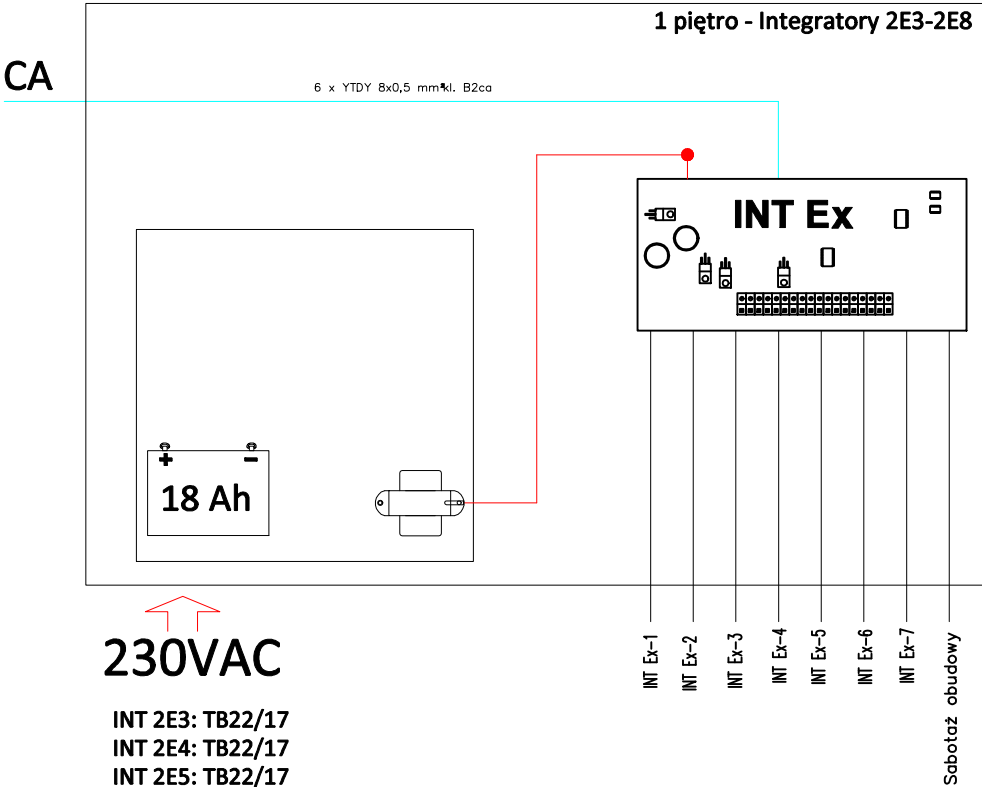 1 piętro - Integratory 2E3-2E8
CA
6 x YTDY 8x0,5 mm² kl. B2ca
INT Ex
+ -
18 Ah
INT Ex-1
INT Ex-2
INT Ex-3
INT Ex-4
INT Ex-5
INT Ex-6
INT Ex-7
Sabotaż obudowy
230VAC
INT 2E3: TB22/17
INT 2E4: TB22/17
INT 2E5: TB22/17